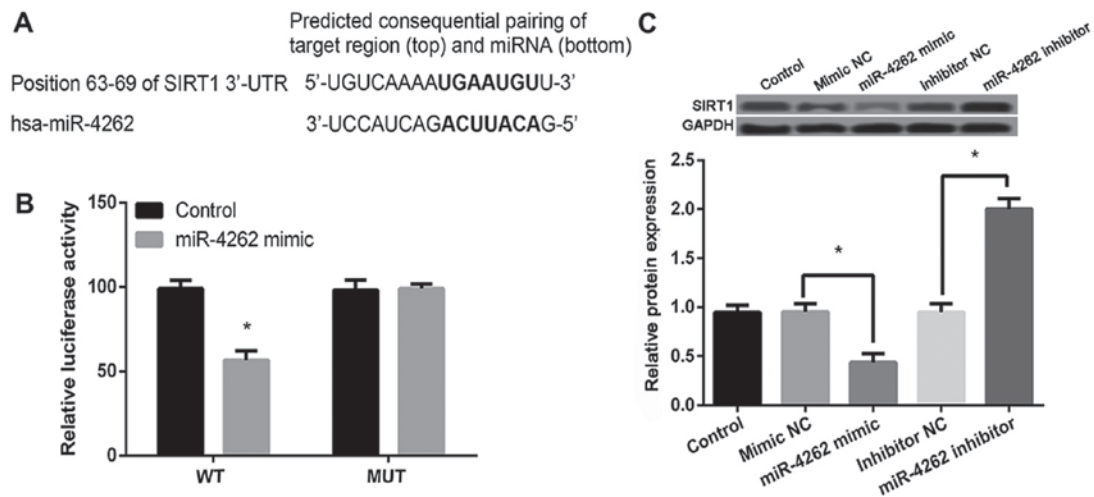 A
Predicted consequential pairing of
target region (top) and miRNA (bottom)
Position 63-69 of SIRT1 3'-UTR 5'-UGUCAAAAUGAAUGUU-3'
hsa-miR-4262 3'-UCCAUCAGACUUACAG-5'
B
Relative luciferase activity
150
100
50
0
Control
miR-4262 mimic
*
WT MUT
C
Control Mimic NC miR-4262 mimic Inhibitor NC miR-4262 inhibitor
SIRT1
GAPDH
Relative protein expression
2.5
2.0
1.5
1.0
0.5
0.0
* *
Control Mimic NC miR-4262 mimic Inhibitor NC miR-4262 inhibitor